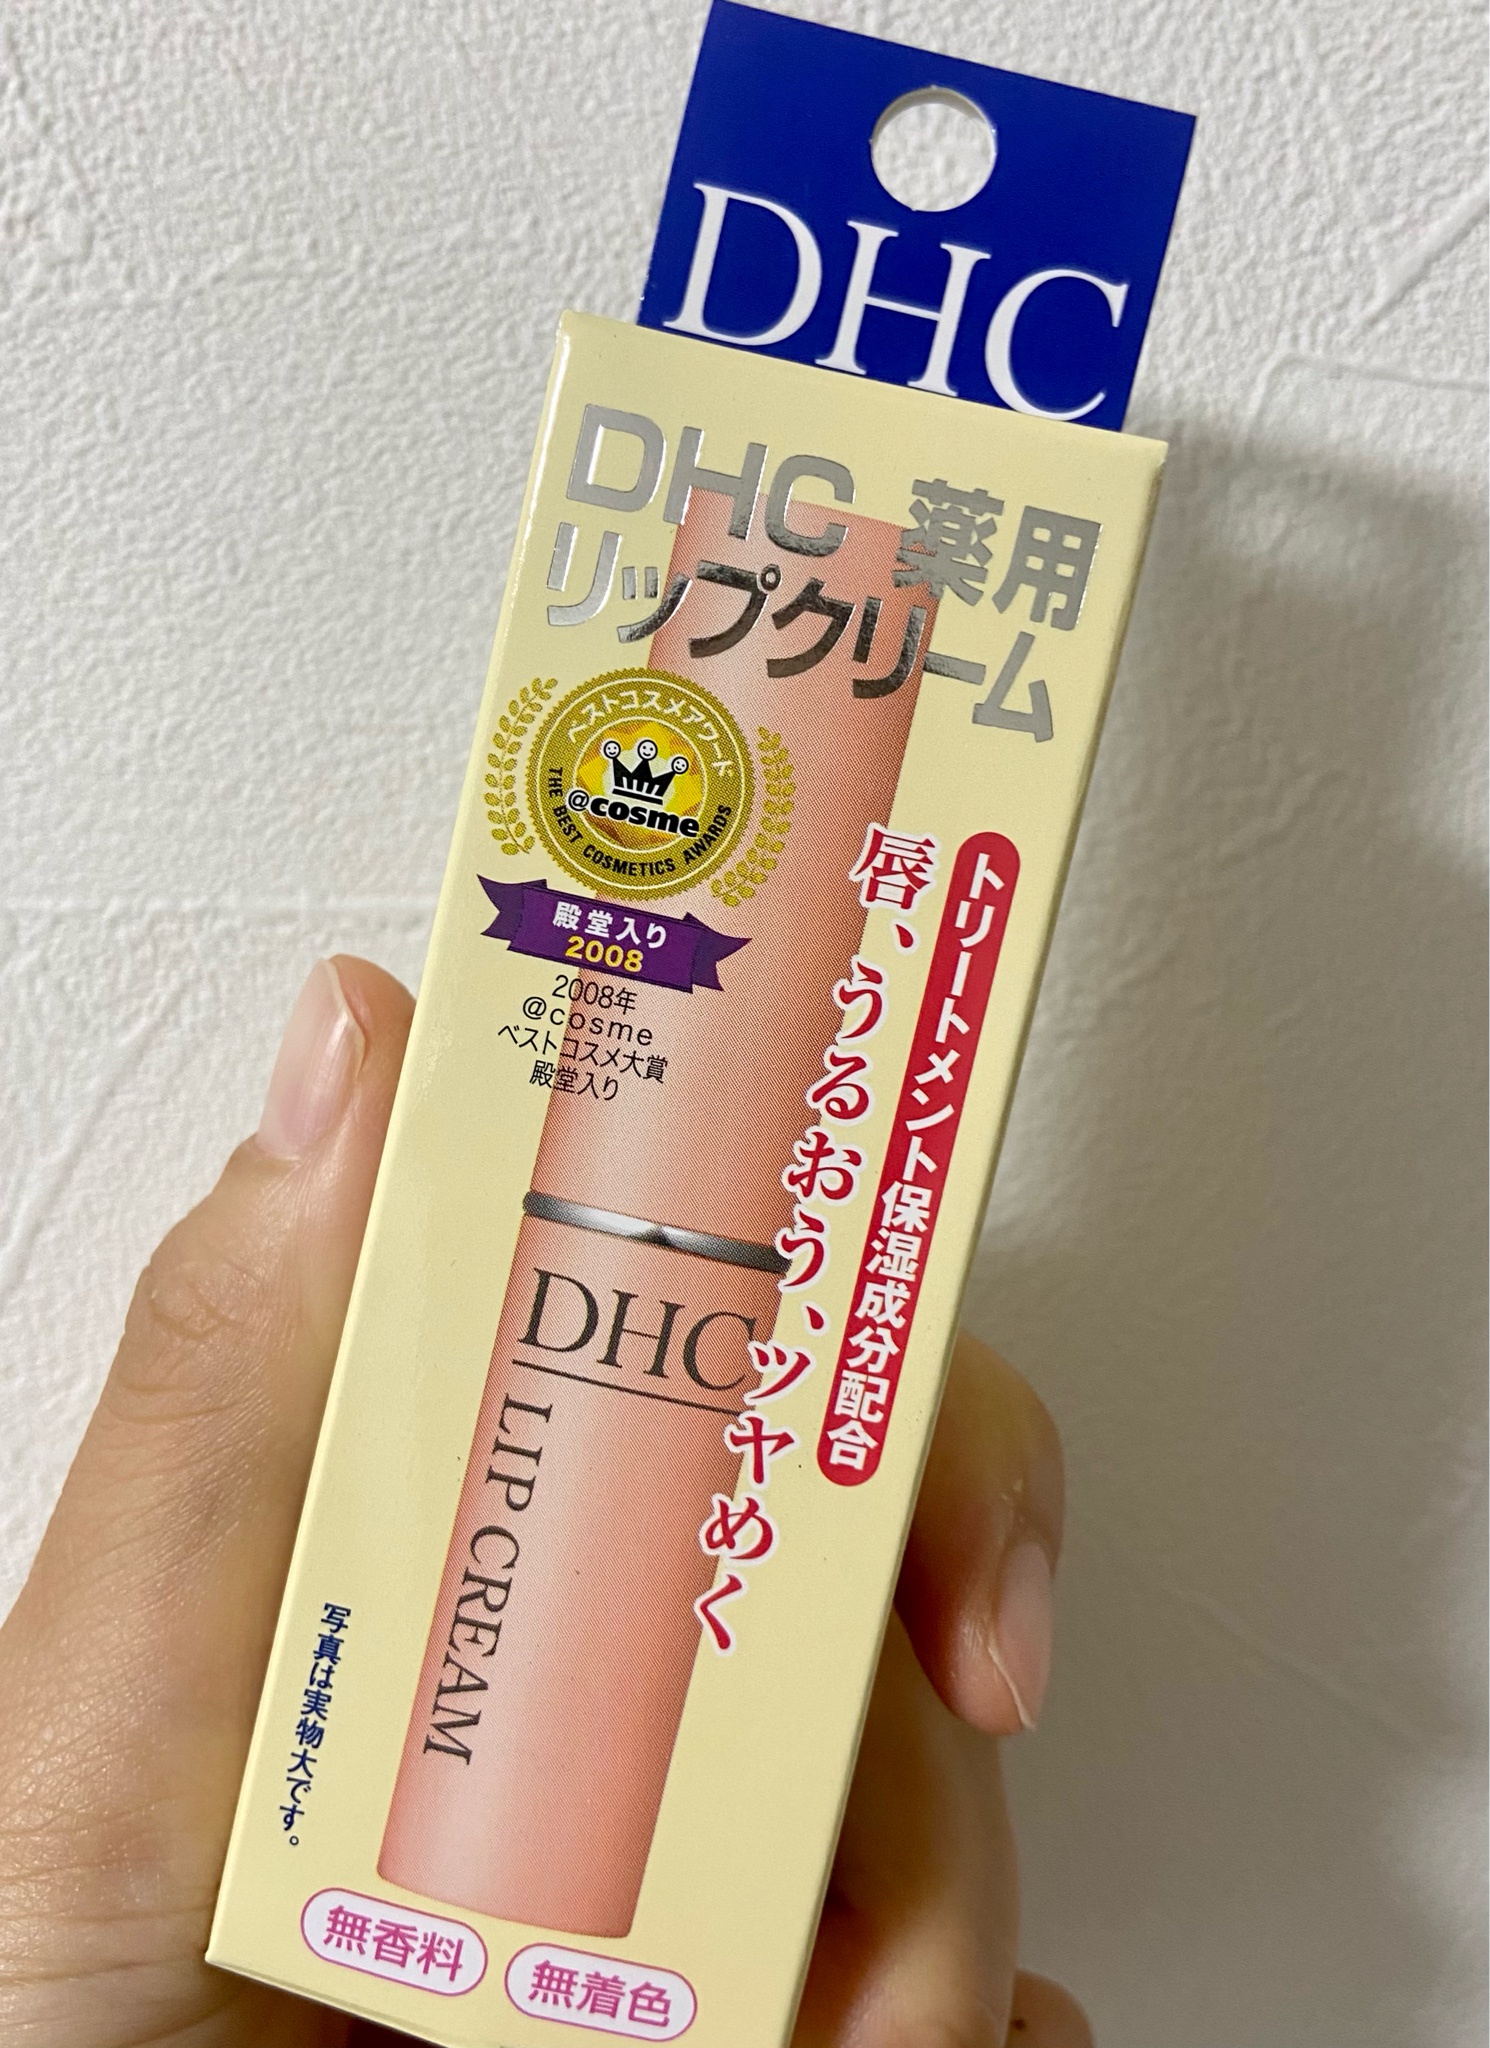 DHC
DHC 薬用
リップクリーム
ベストコスメアワード
@cosme
THE BEST COSMETICS AWARDS
殿堂入り
2008
2008年
@cosme
ベストコスメ大賞
殿堂入り
トリートメント保湿成分配合
唇、うるおう、ツヤめく
DHC
LIP CREAM
写真は実物大です。
無香料
無着色